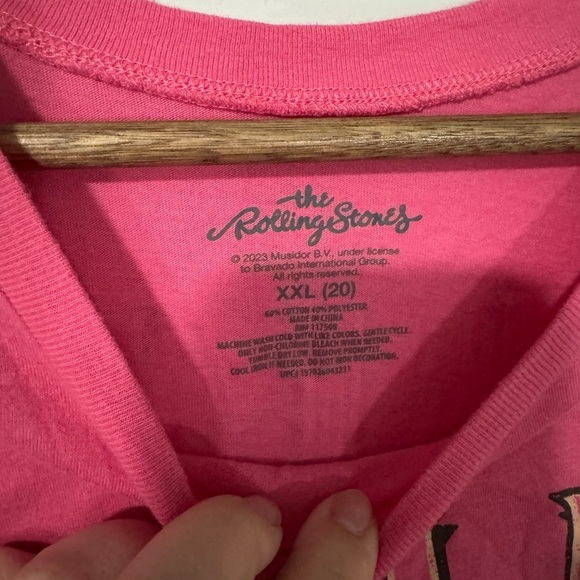 the
Rolling Stones
© 2023 Musidor B.V., under license
to Bravado International Group.
All rights reserved.
XXL (20)
60% COTTON 40% POLYESTER
MADE IN CHINA
RN# 117508
MACHINE WASH COLD WITH LIKE COLORS. GENTLE CYCLE.
ONLY NON-CHLORINE BLEACH WHEN NEEDED.
TUMBLE DRY LOW. REMOVE PROMPTLY.
COOL IRON IF NEEDED. DO NOT IRON DECORATION.